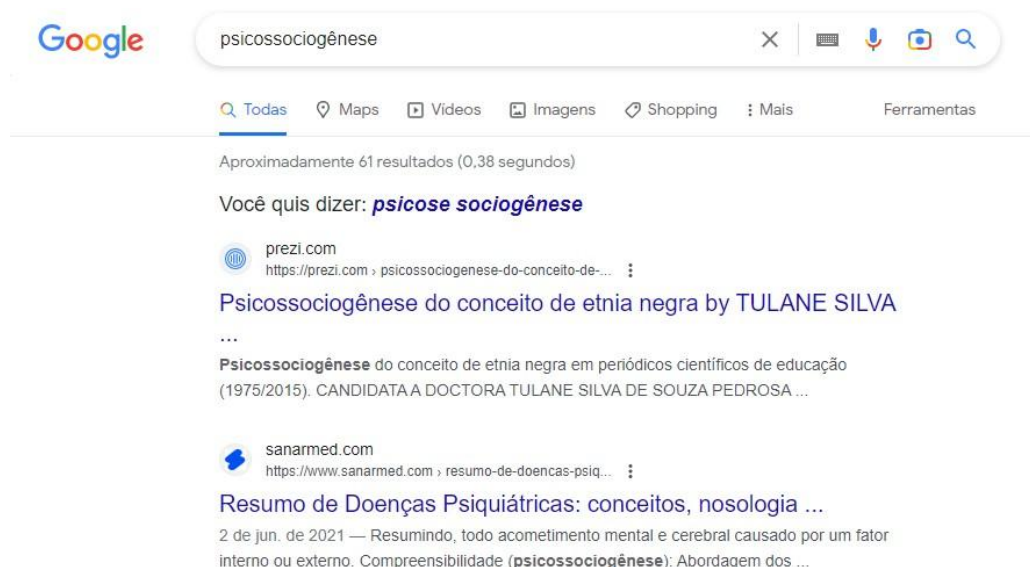 Google
psicossociogênese
Todas Maps Vídeos Imagens Shopping Mais Ferramentas
Aproximadamente 61 resultados (0,38 segundos)
Você quis dizer: psicose sociogênese
prezi.com
https://prezi.com › psicossociogenese-do-conceito-de-...
Psicossociogênese do conceito de etnia negra by TULANE SILVA
...
Psicossociogênese do conceito de etnia negra em periódicos científicos de educação
(1975/2015). CANDIDATA A DOCTORA TULANE SILVA DE SOUZA PEDROSA ...
sanarmed.com
https://www.sanarmed.com › resumo-de-doencas-psiq...
Resumo de Doenças Psiquiátricas: conceitos, nosologia ...
2 de jun. de 2021 — Resumindo, todo acometimento mental e cerebral causado por um fator
interno ou externo. Compreensibilidade (psicossociogênese): Abordagem dos ...